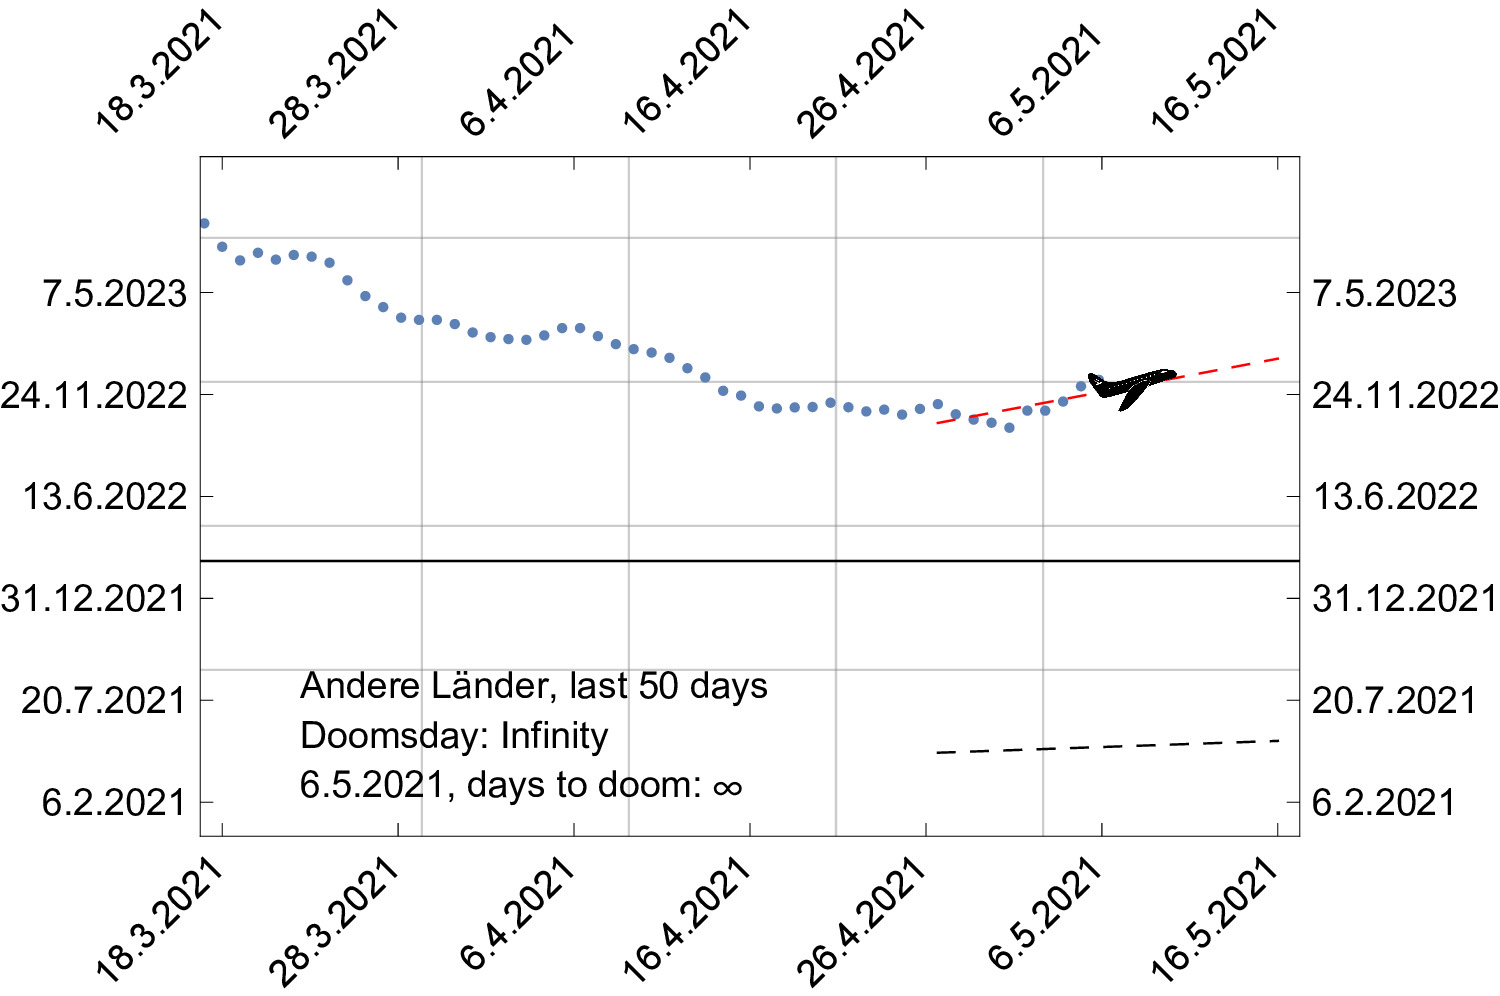 18.3.2021 28.3.2021 6.4.2021 16.4.2021 26.4.2021 6.5.2021 16.5.2021
7.5.2023 7.5.2023
24.11.2022 24.11.2022
13.6.2022 13.6.2022
31.12.2021 31.12.2021
Andere Länder, last 50 days
20.7.2021 20.7.2021
Doomsday: Infinity
6.5.2021, days to doom: ∞
6.2.2021 6.2.2021
18.3.2021 28.3.2021 6.4.2021 16.4.2021 26.4.2021 6.5.2021 16.5.2021